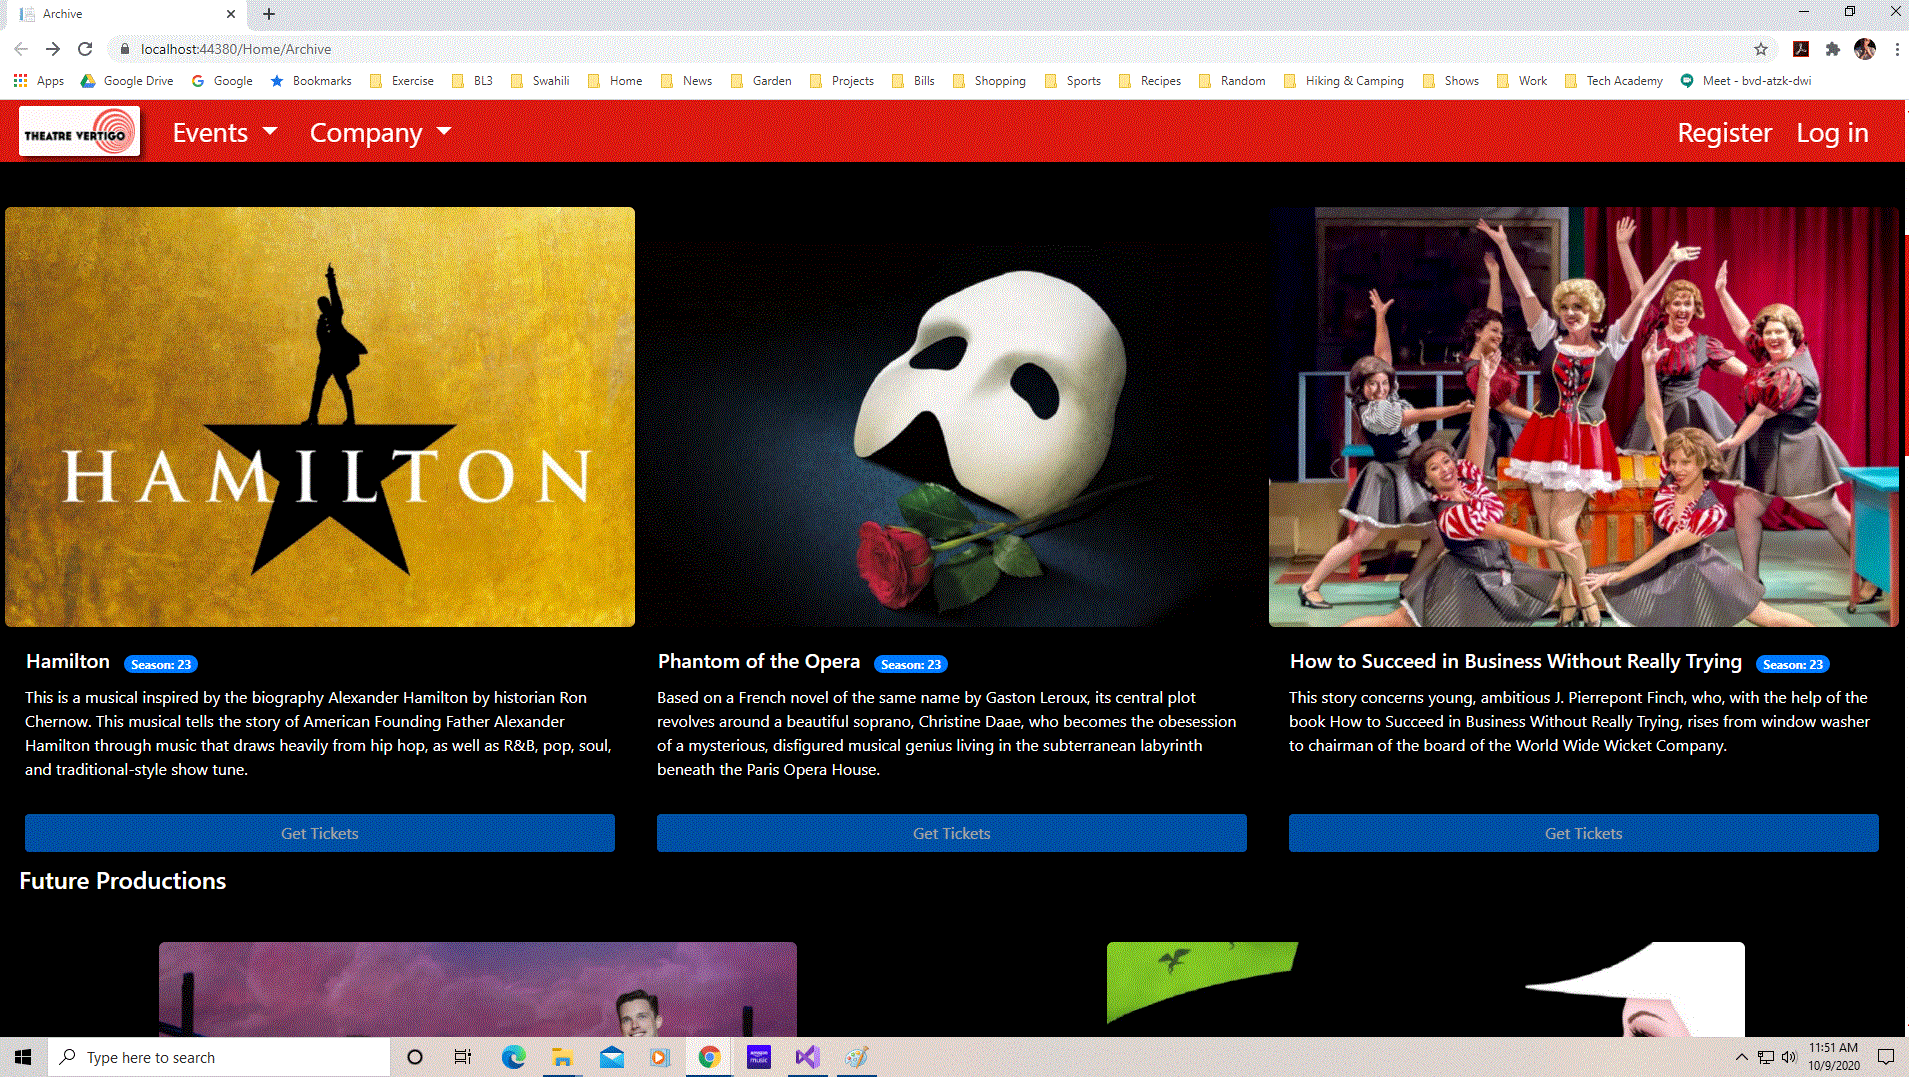 Archive
localhost:44380/Home/Archive
Apps Google Drive Google Bookmarks Exercise BL3 Swahili Home News Garden Projects Bills Shopping Sports Recipes Random Hiking & Camping Shows Work Tech Academy Meet - bvd-atzk-dwi
THEATRE VERTIGO Events Company Register Log in
HAMILTON
Hamilton Season: 23
This is a musical inspired by the biography Alexander Hamilton by historian Ron
Chernow. This musical tells the story of American Founding Father Alexander
Hamilton through music that draws heavily from hip hop, as well as R&B, pop, soul,
and traditional-style show tune.
Get Tickets
Phantom of the Opera Season: 23
Based on a French novel of the same name by Gaston Leroux, its central plot
revolves around a beautiful soprano, Christine Daae, who becomes the obesession
of a mysterious, disfigured musical genius living in the subterranean labyrinth
beneath the Paris Opera House.
Get Tickets
How to Succeed in Business Without Really Trying Season: 23
This story concerns young, ambitious J. Pierrepont Finch, who, with the help of the
book How to Succeed in Business Without Really Trying, rises from window washer
to chairman of the board of the World Wide Wicket Company.
Get Tickets
Future Productions
Type here to search
amazon
music
11:51 AM
10/9/2020